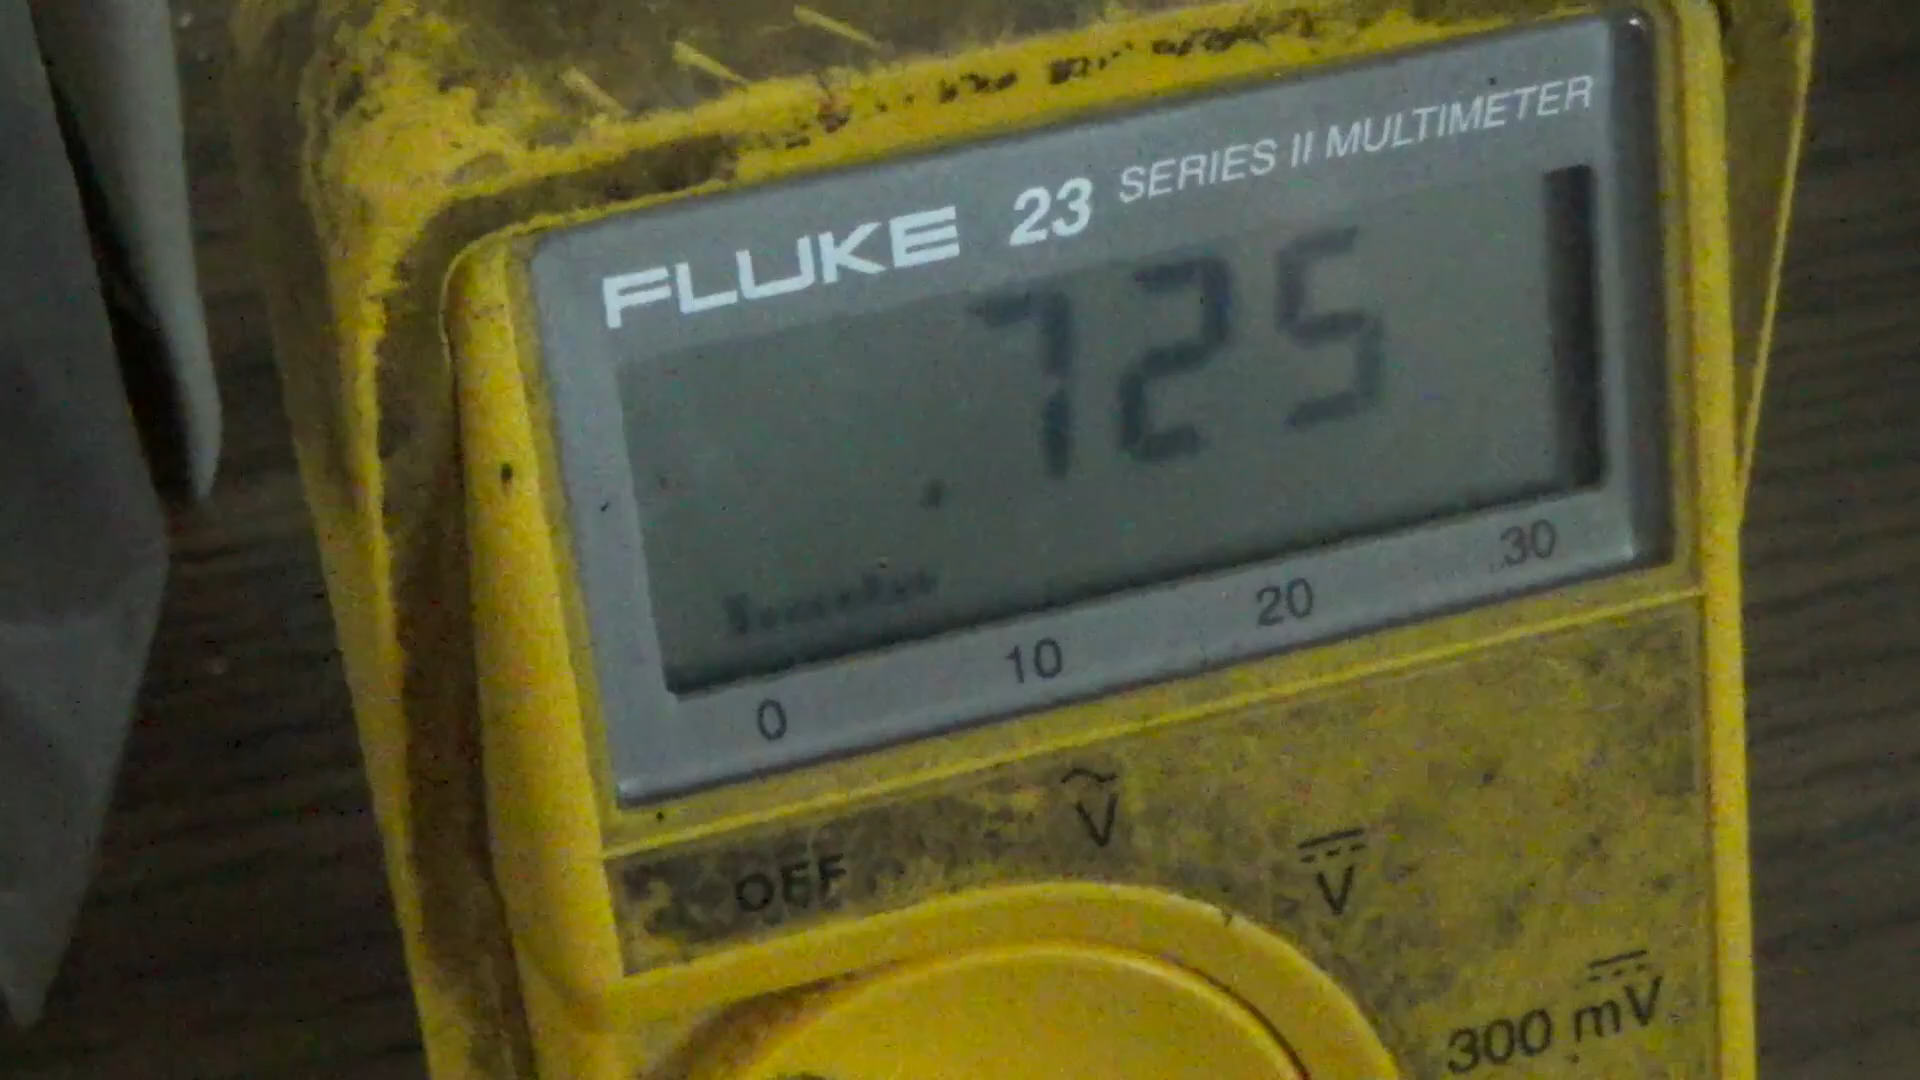 FLUKE 23 SERIES II MULTIMETER
.725
0 10 20 30
OFF V V
300 mV